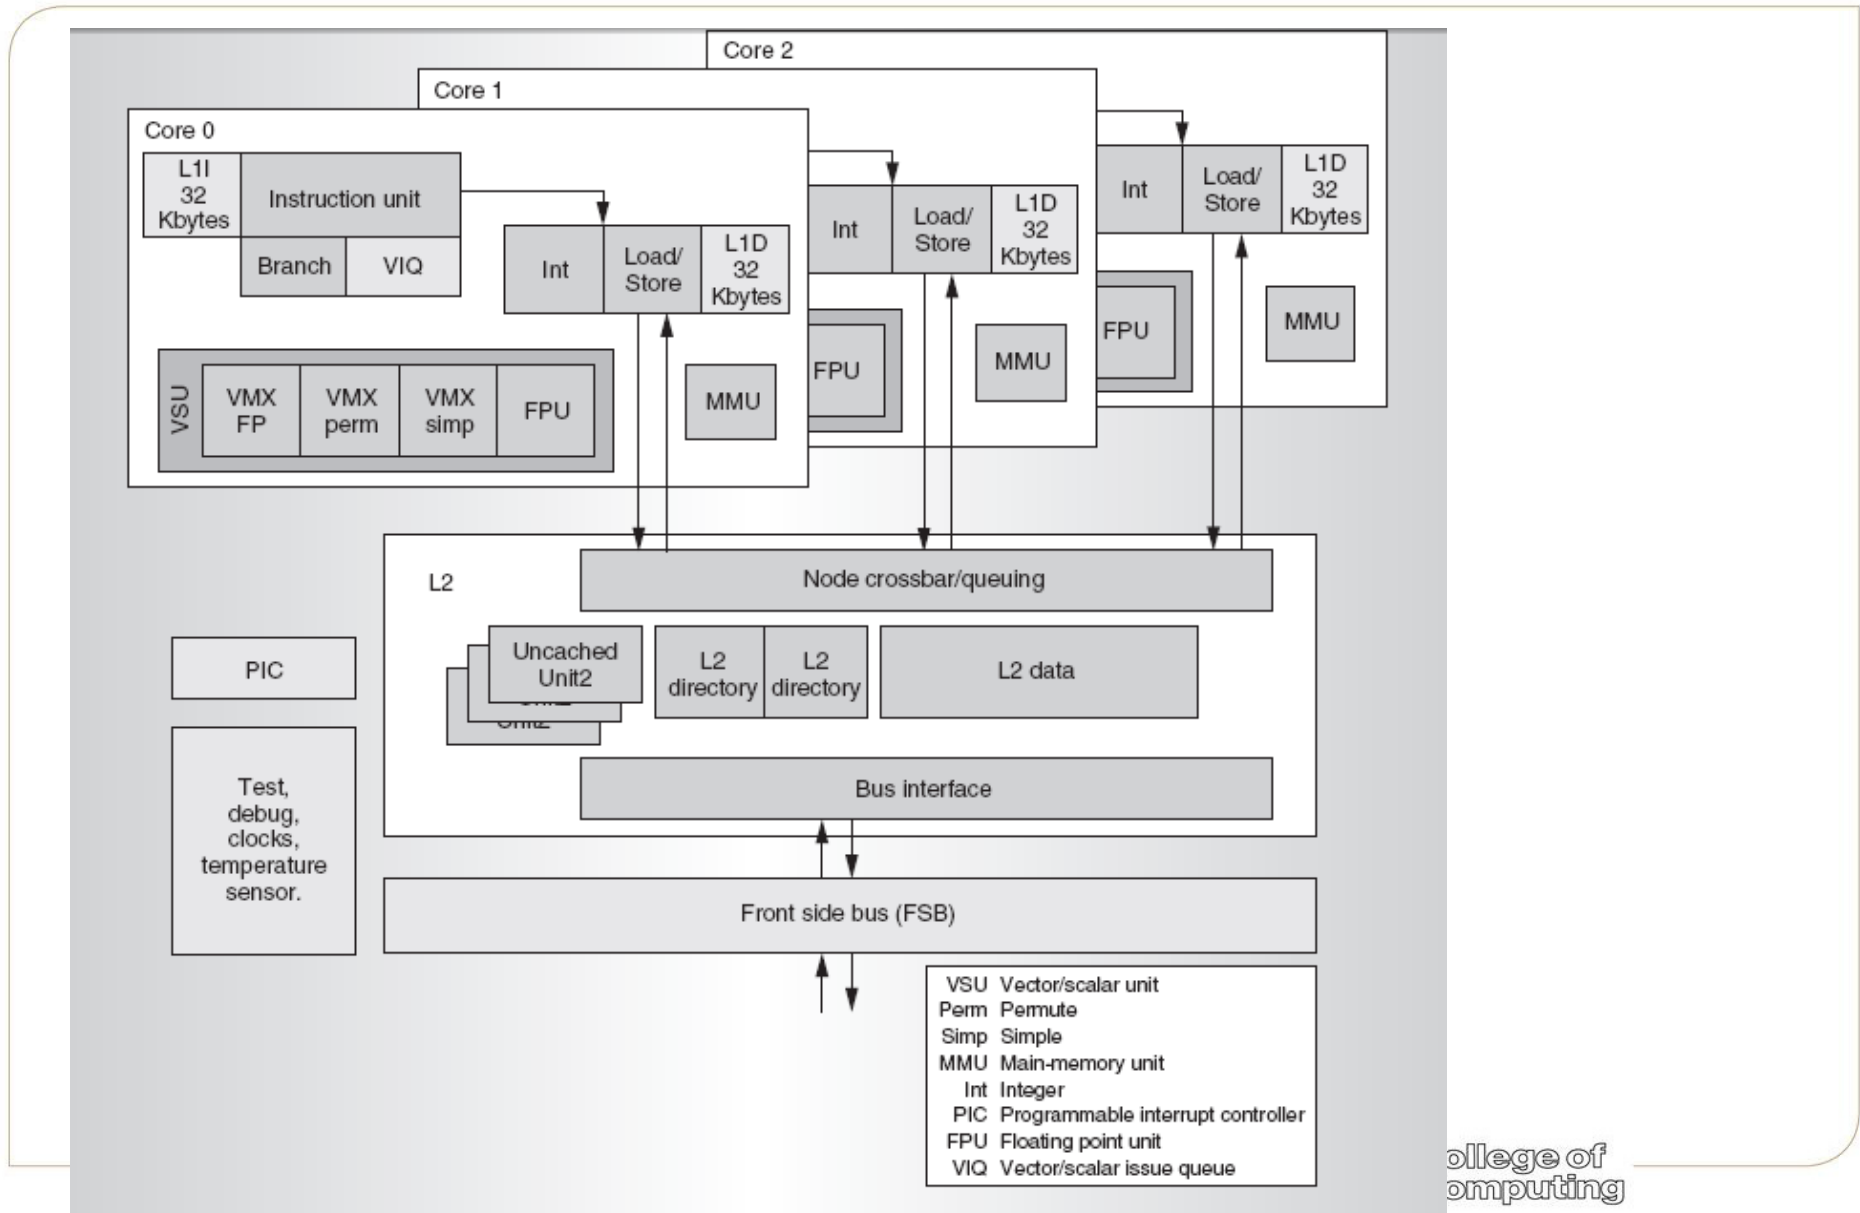 Core 2
Core 1
Core 0
L1I
32
Kbytes
Instruction unit
Branch
VIQ
Int
Load/
Store
L1D
32
Kbytes
VSU
VMX
FP
VMX
perm
VMX
simp
FPU
MMU
Int
Load/
Store
L1D
32
Kbytes
FPU
MMU
Int
Load/
Store
L1D
32
Kbytes
FPU
MMU
L2
Node crossbar/queuing
Uncached
Unit2
Unit2
L2
directory
L2
directory
L2 data
Bus interface
PIC
Test,
debug,
clocks,
temperature
sensor.
Front side bus (FSB)
VSU Vector/scalar unit
Perm Permute
Simp Simple
MMU Main-memory unit
Int Integer
PIC Programmable interrupt controller
FPU Floating point unit
VIQ Vector/scalar issue queue
ollege of
omputing